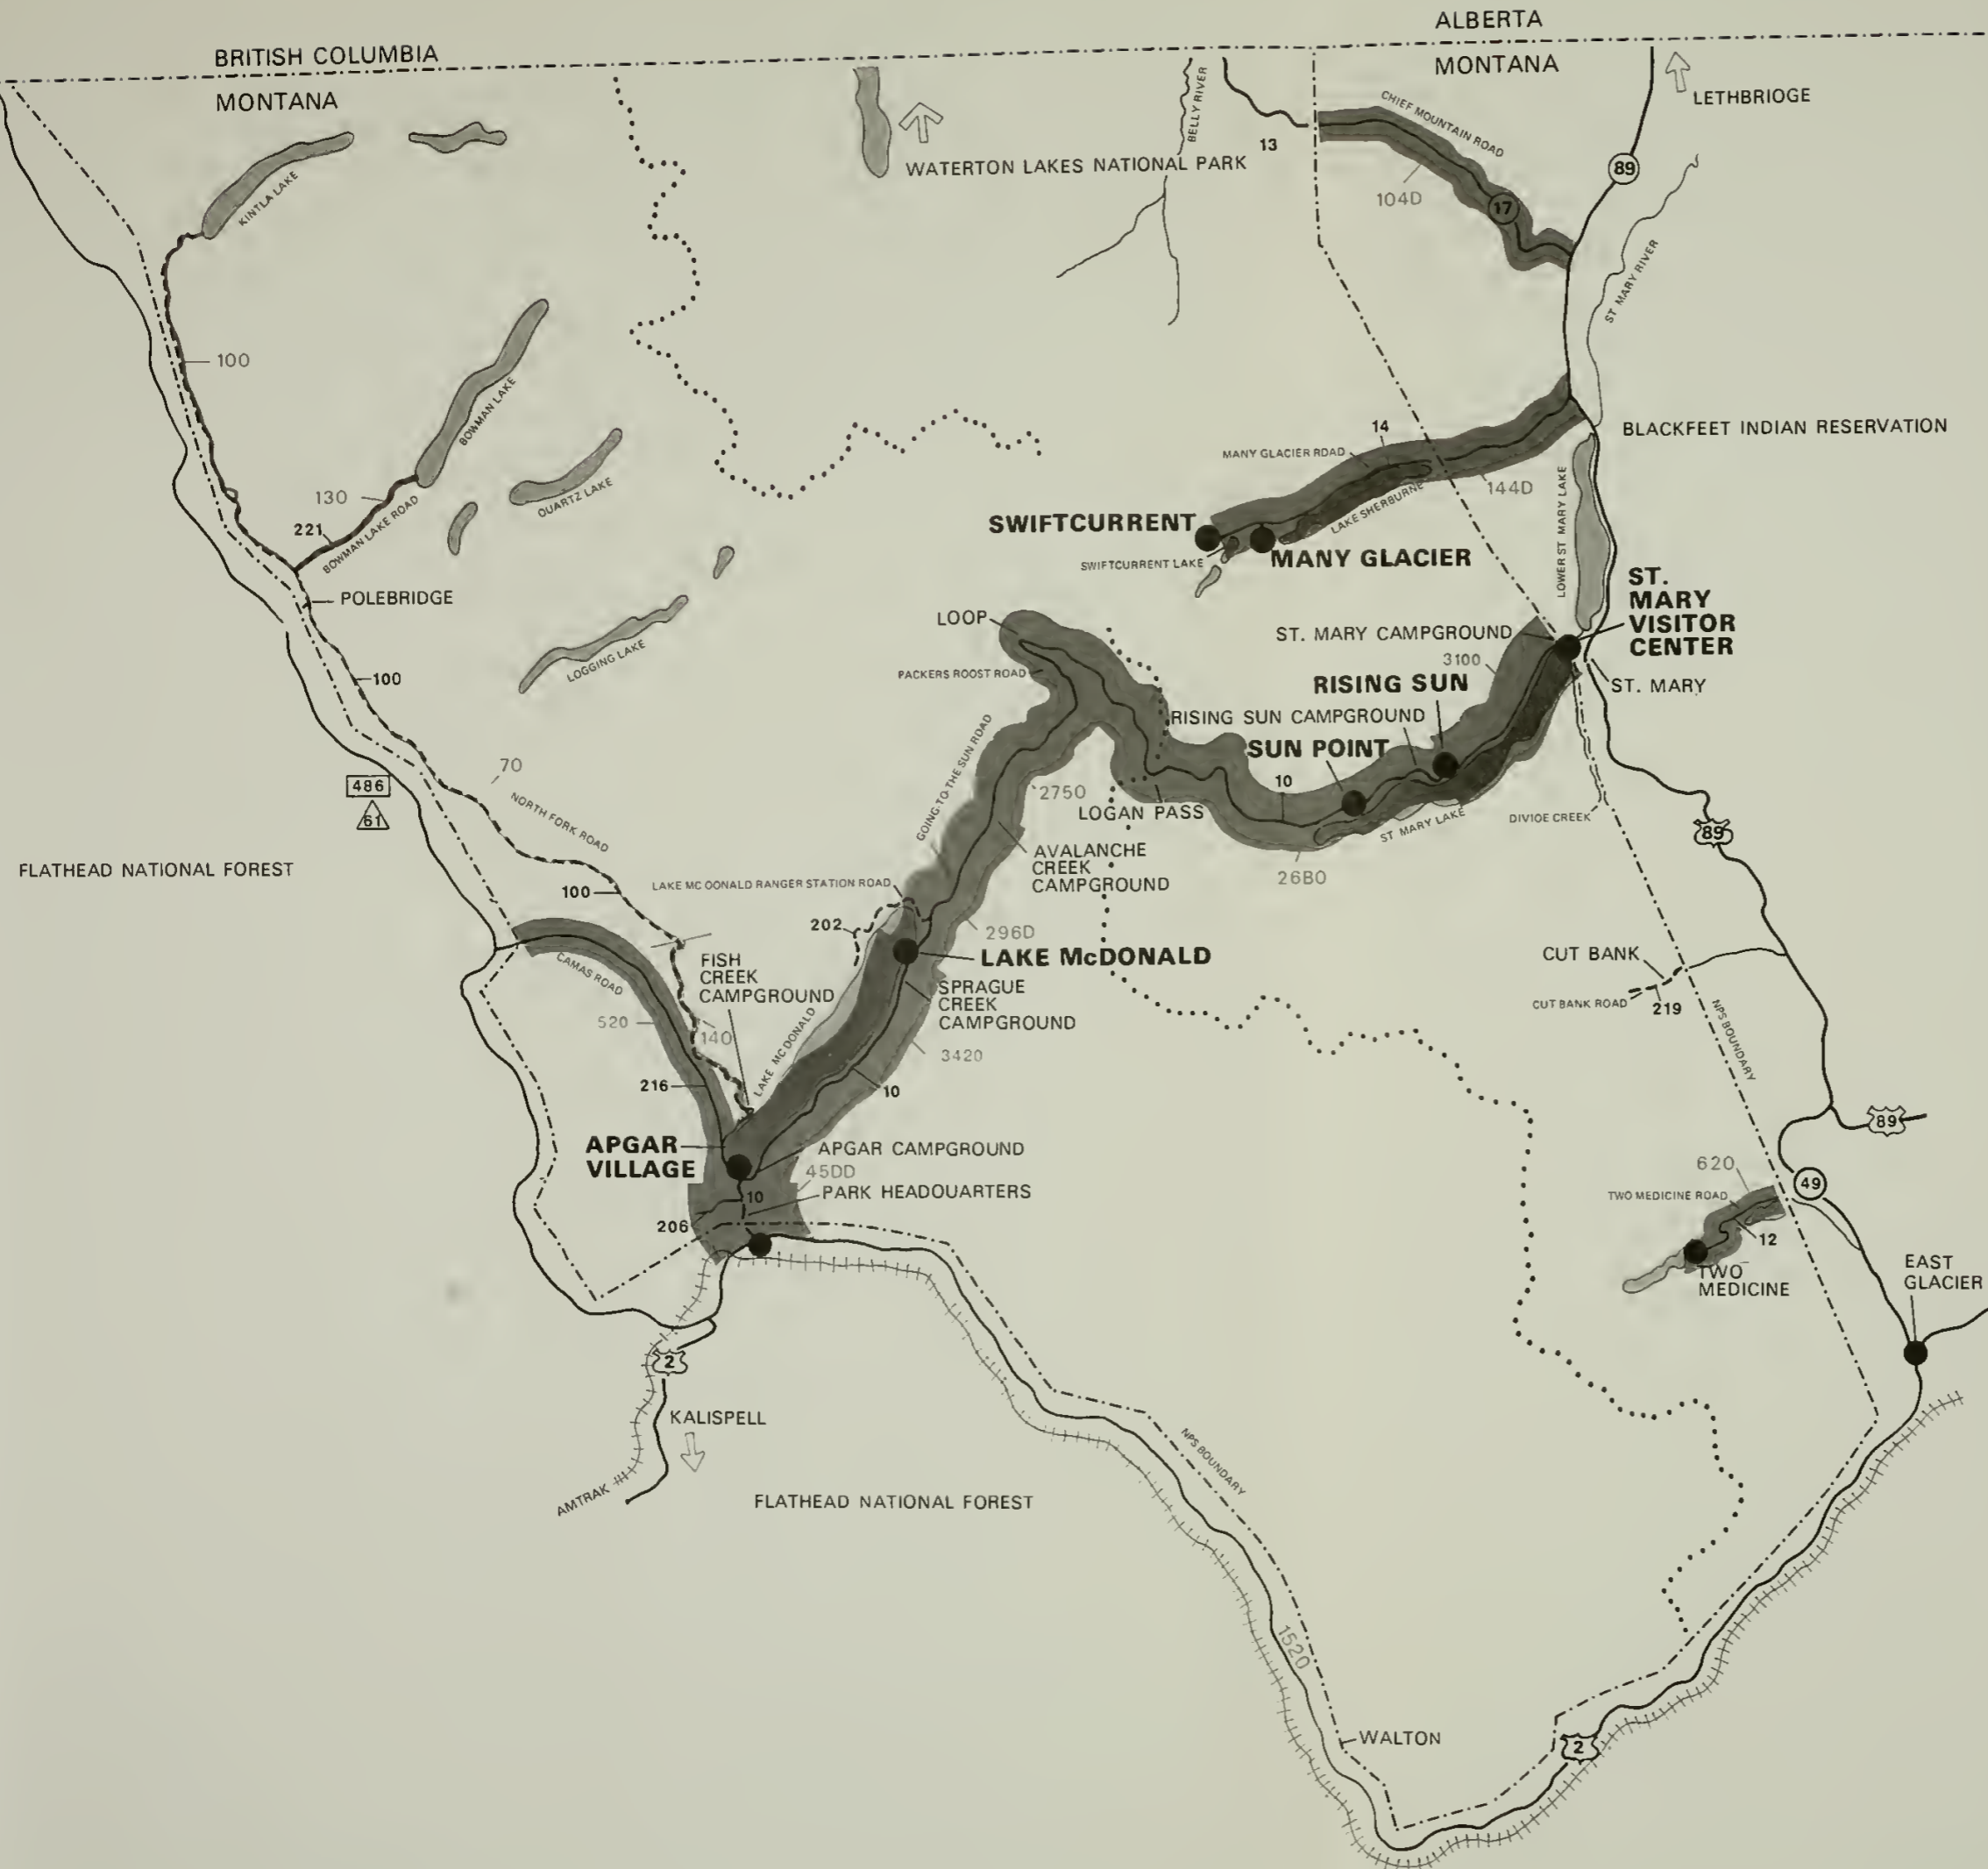 ALBERTA
BRITISH COLUMBIA
MONTANA
MONTANA
LETHBRIOGE
CHIEF MOUNTAIN ROAD
BELLY RIVER
13
WATERTON LAKES NATIONAL PARK
89
KINTLA LAKE
104D
17
ST MARY RIVER
100
BOWMAN LAKE
14
BLACKFEET INDIAN RESERVATION
MANY GLACIER ROAD
130
QUARTZ LAKE
144D
LAKE SHERBURNE
LOWER ST MARY LAKE
221
BOWMAN LAKE ROAD
SWIFTCURRENT
SWIFTCURRENT LAKE
MANY GLACIER
POLEBRIDGE
ST.
MARY
VISITOR
CENTER
LOOP
ST. MARY CAMPGROUND
3100
LOGGING LAKE
100
PACKERS ROOST ROAD
RISING SUN
ST. MARY
RISING SUN CAMPGROUND
SUN POINT
GOING-TO-THE SUN ROAD
70
486
61
NORTH FORK ROAD
10
2750
LOGAN PASS
ST MARY LAKE
DIVIOE CREEK
89
FLATHEAD NATIONAL FOREST
AVALANCHE
CREEK
CAMPGROUND
26B0
100
LAKE MC OONALD RANGER STATION ROAD
202
296D
LAKE McDONALD
FISH
CREEK
CAMPGROUND
CAMAS ROAD
SPRAGUE
CREEK
CAMPGROUND
CUT BANK
CUT BANK ROAD
219
NPS BOUNDARY
520
140
LAKE MC DONALD
3420
216
10
89
APGAR
VILLAGE
APGAR CAMPGROUND
45DD
10
PARK HEADOUARTERS
206
620
49
TWO MEDICINE ROAD
12
TWO
MEDICINE
EAST
GLACIER
2
KALISPELL
AMTRAK
FLATHEAD NATIONAL FOREST
NPS BOUNDARY
1520
WALTON
2